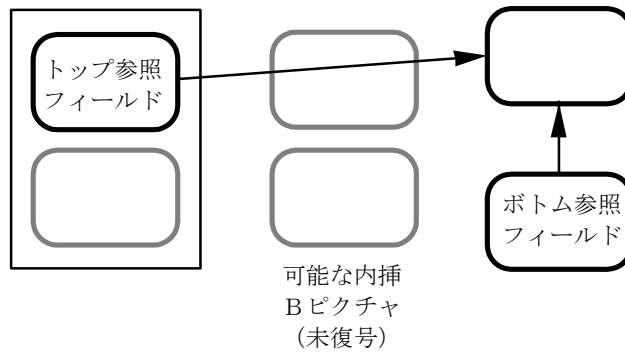 トップ参照
フィールド
ボトム参照
フィールド
可能な内挿
Ｂピクチャ
（未復号）